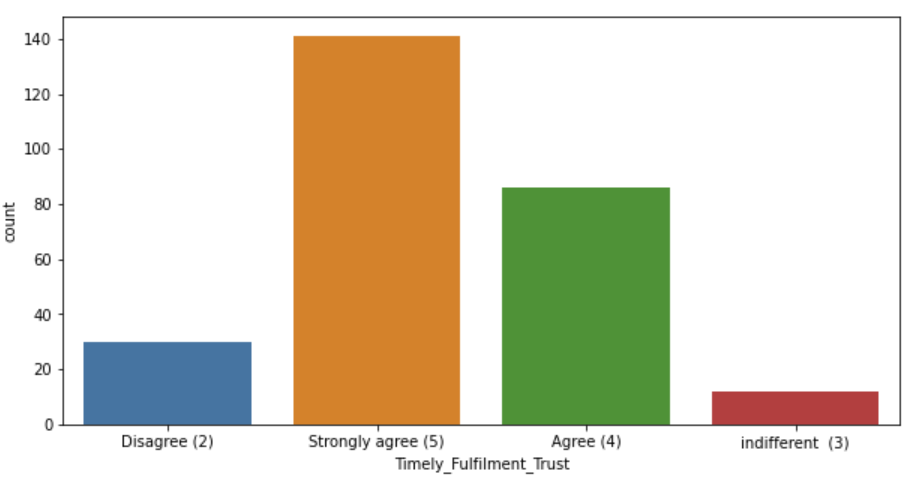 140
120
100
80
60
40
20
0
count
Disagree (2)
Strongly agree (5)
Agree (4)
indifferent  (3)
Timely_Fulfilment_Trust